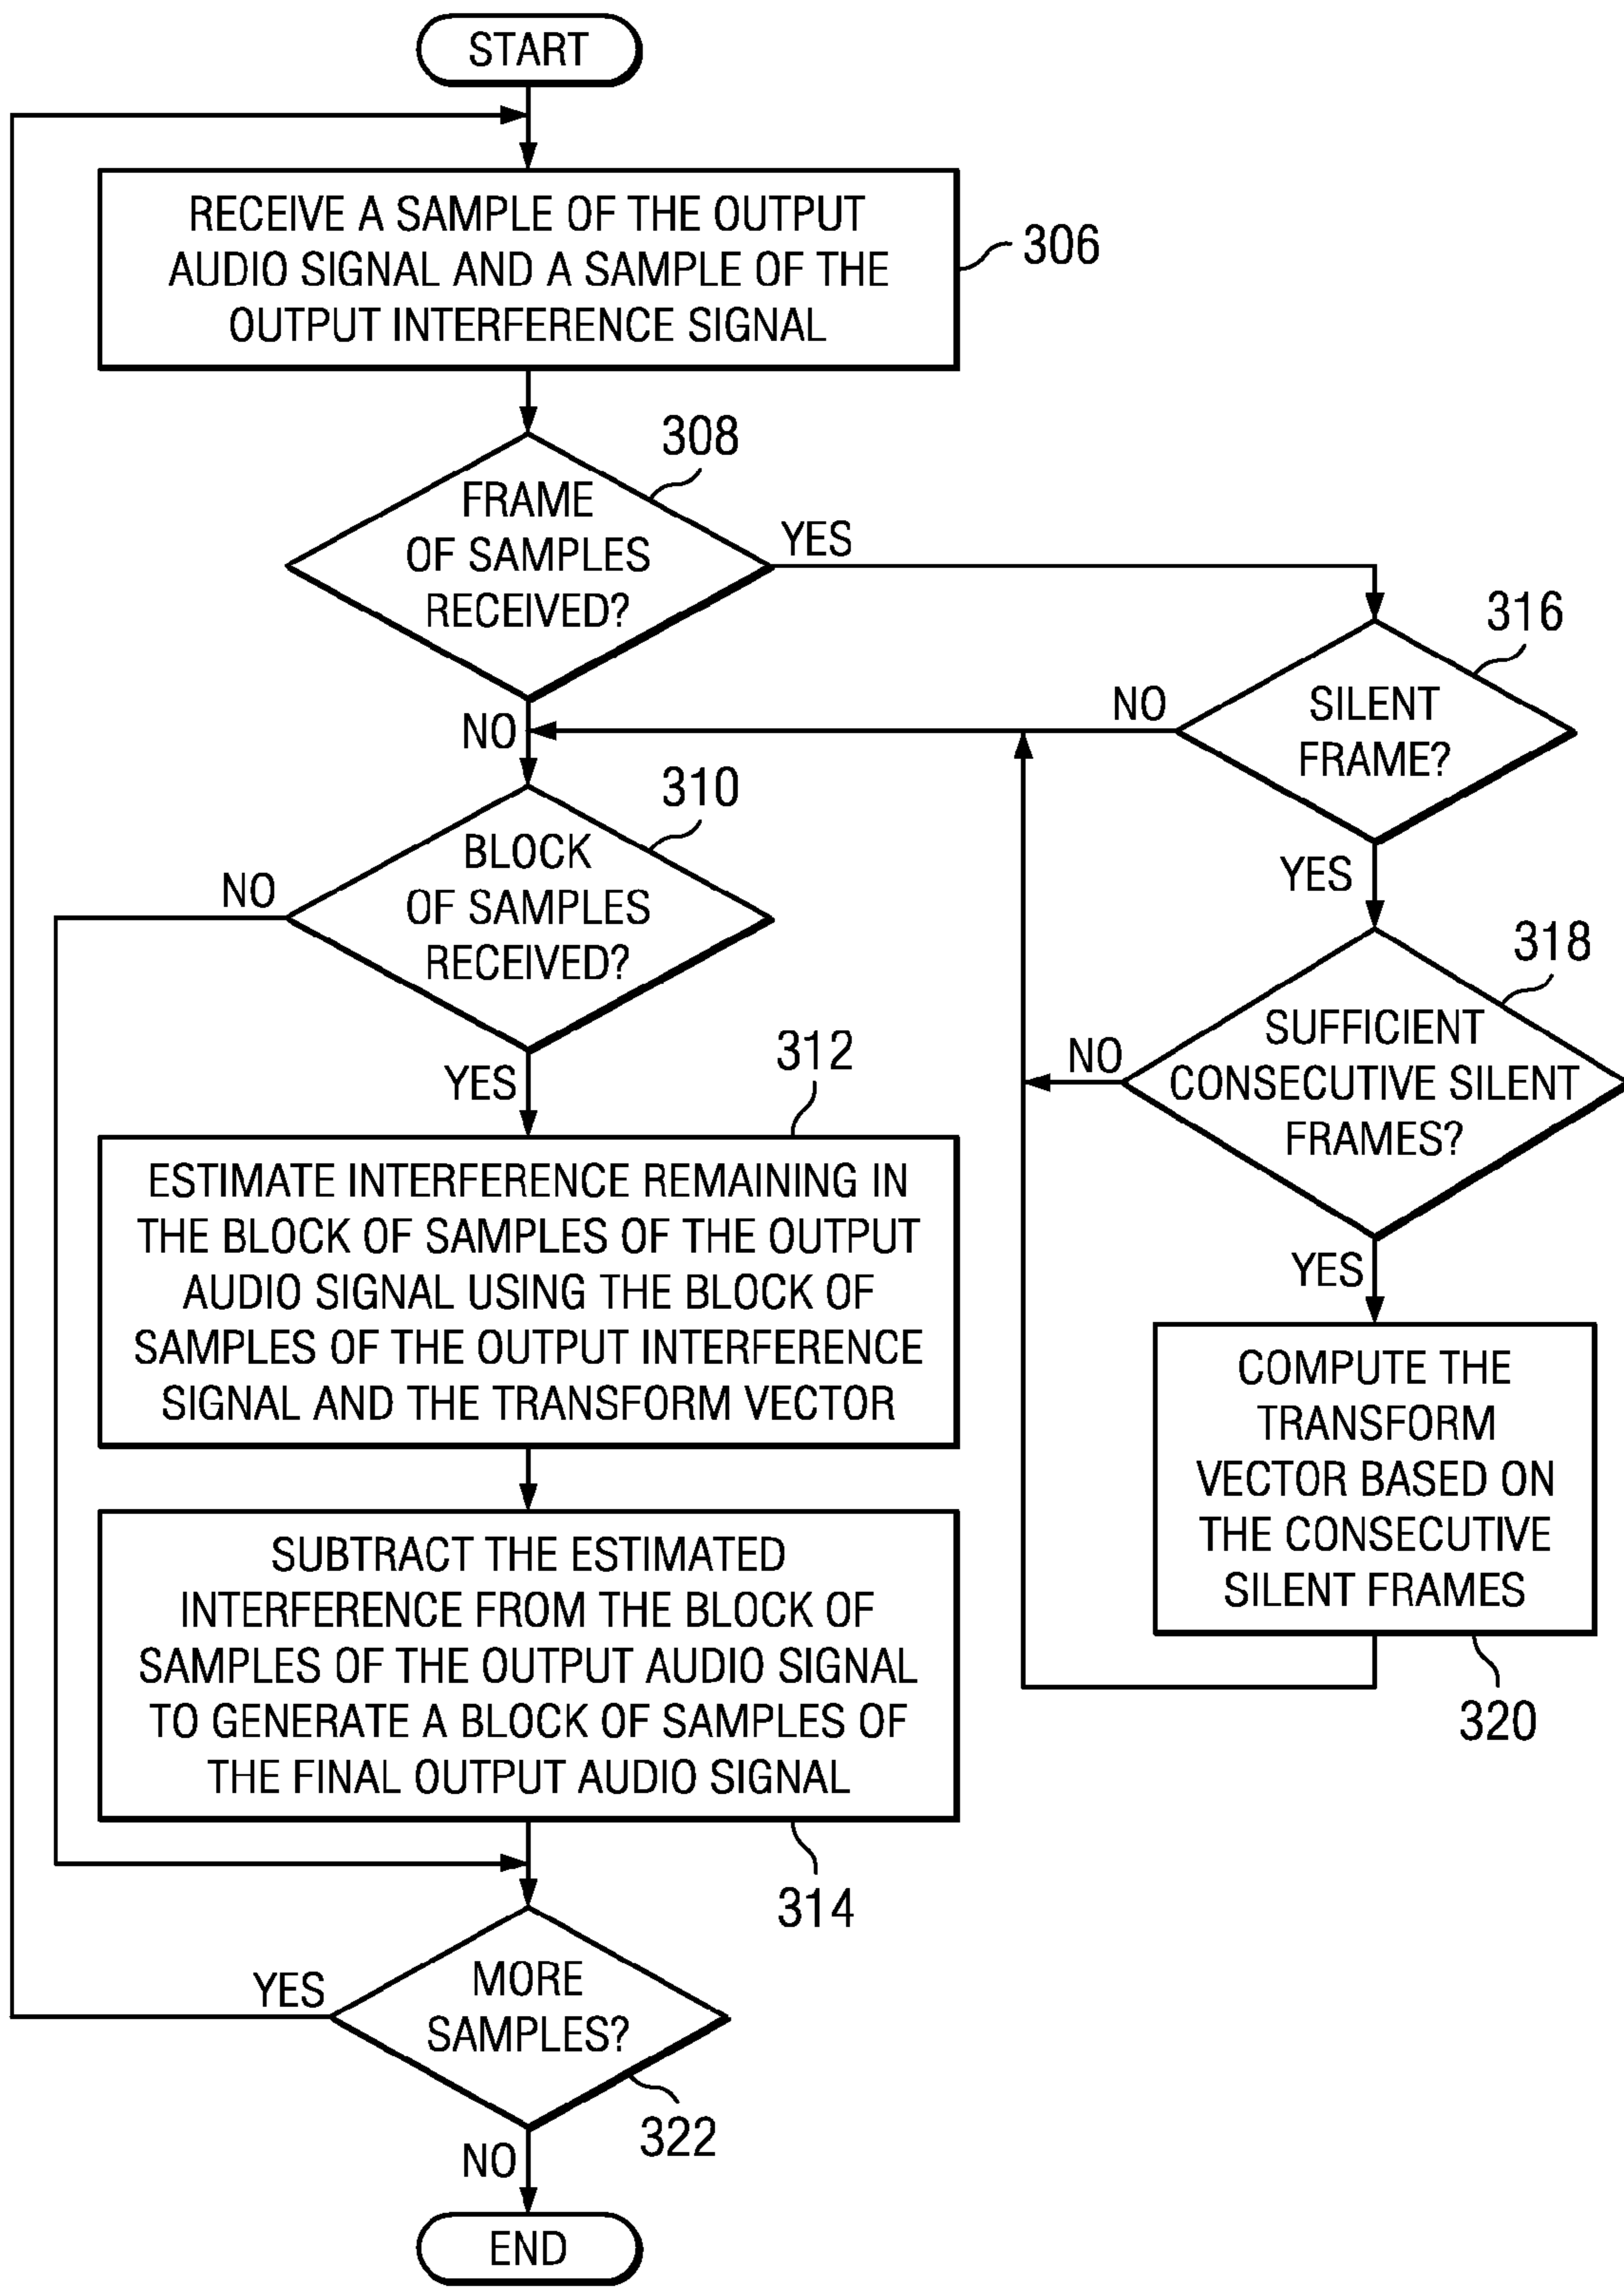 START
RECEIVE A SAMPLE OF THE OUTPUT
AUDIO SIGNAL AND A SAMPLE OF THE
OUTPUT INTERFERENCE SIGNAL
306
308
FRAME
OF SAMPLES
RECEIVED?
YES
NO
316
SILENT
FRAME?
NO
YES
310
BLOCK
OF SAMPLES
RECEIVED?
NO
YES
318
SUFFICIENT
CONSECUTIVE SILENT
FRAMES?
NO
YES
312
ESTIMATE INTERFERENCE REMAINING IN
THE BLOCK OF SAMPLES OF THE OUTPUT
AUDIO SIGNAL USING THE BLOCK OF
SAMPLES OF THE OUTPUT INTERFERENCE
SIGNAL AND THE TRANSFORM VECTOR
COMPUTE THE
TRANSFORM
VECTOR BASED ON
THE CONSECUTIVE
SILENT FRAMES
320
SUBTRACT THE ESTIMATED
INTERFERENCE FROM THE BLOCK OF
SAMPLES OF THE OUTPUT AUDIO SIGNAL
TO GENERATE A BLOCK OF SAMPLES OF
THE FINAL OUTPUT AUDIO SIGNAL
314
MORE
SAMPLES?
YES
322
NO
END